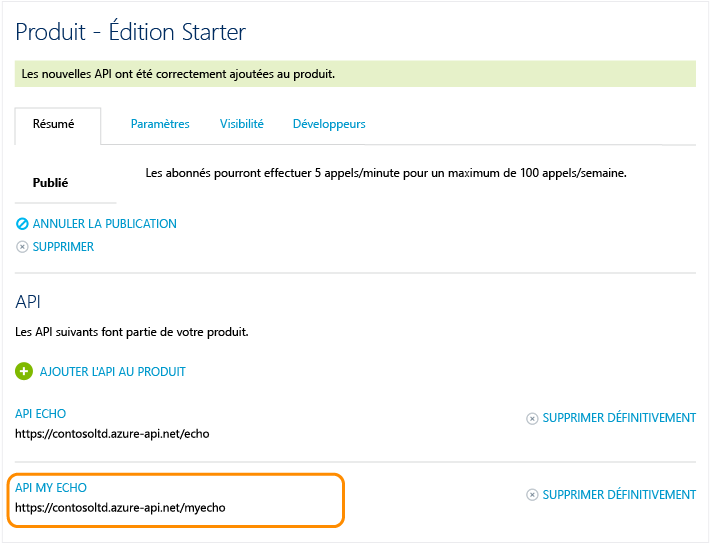 Produit - Édition Starter
Les nouvelles API ont été correctement ajoutées au produit.
Résumé
Paramètres
Visibilité
Développeurs
Publié
Les abonnés pourront effectuer 5 appels/minute pour un maximum de 100 appels/semaine.
ANNULER LA PUBLICATION
SUPPRIMER
API
Les API suivants font partie de votre produit.
AJOUTER L'API AU PRODUIT
API ECHO
https://contosoltd.azure-api.net/echo
SUPPRIMER DÉFINITIVEMENT
API MY ECHO
https://contosoltd.azure-api.net/myecho
SUPPRIMER DÉFINITIVEMENT